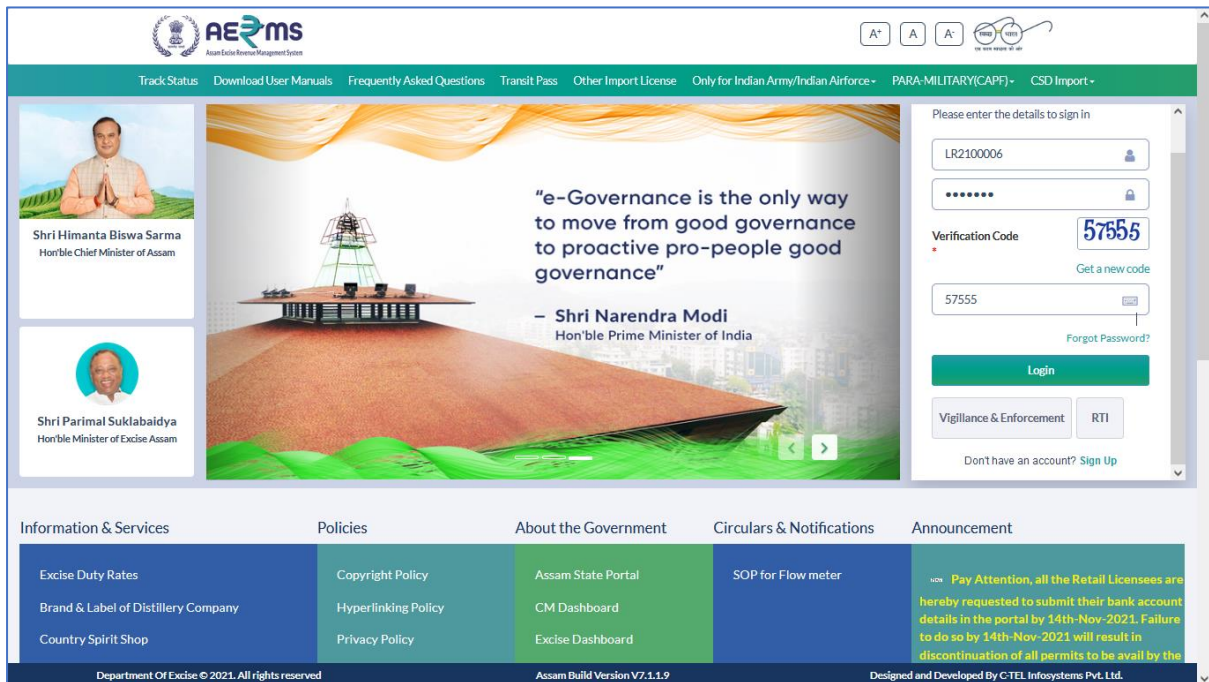 AE₹MS
Assam Excise Revenue Management System
A+ A A-
स्वच्छ भारत
एक कदम स्वच्छता की ओर
Track Status Download User Manuals Frequently Asked Questions Transit Pass Other Import License Only for Indian Army/Indian Airforce PARA-MILITARY(CAPF) CSD Import
Shri Himanta Biswa Sarma
Hon'ble Chief Minister of Assam
Shri Parimal Suklabaidya
Hon'ble Minister of Excise Assam
“e-Governance is the only way
to move from good governance
to proactive pro-people good
governance”
– Shri Narendra Modi
Hon'ble Prime Minister of India
Please enter the details to sign in
LR2100006
•••••••
Verification Code
*
57555
Get a new code
57555
Forgot Password?
Login
Vigillance & Enforcement RTI
Don't have an account? Sign Up
Information & Services
Excise Duty Rates
Brand & Label of Distillery Company
Country Spirit Shop
Policies
Copyright Policy
Hyperlinking Policy
Privacy Policy
About the Government
Assam State Portal
CM Dashboard
Excise Dashboard
Circulars & Notifications
SOP for Flow meter
Announcement
Pay Attention, all the Retail Licensees are
hereby requested to submit their bank account
details in the portal by 14th-Nov-2021. Failure
to do so by 14th-Nov-2021 will result in
discontinuation of all permits to be avail by the
Department Of Excise © 2021. All rights reserved Assam Build Version V7.1.1.9 Designed and Developed By C-TEL Infosystems Pvt. Ltd.